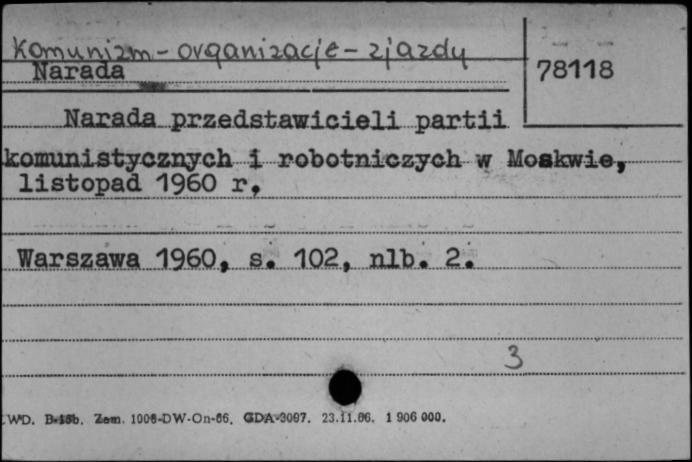 Komunizm - organizacje - zjazdy
Narada
78118
Narada przedstawicieli partii
komunistycznych i robotniczych w Moskwie,
listopad 1960 r.
Warszawa 1960, s. 102, nlb. 2.
3
WD. Zam. 1006-DW-On-66. GDA-3097. 23.11.66. 1 906 000.